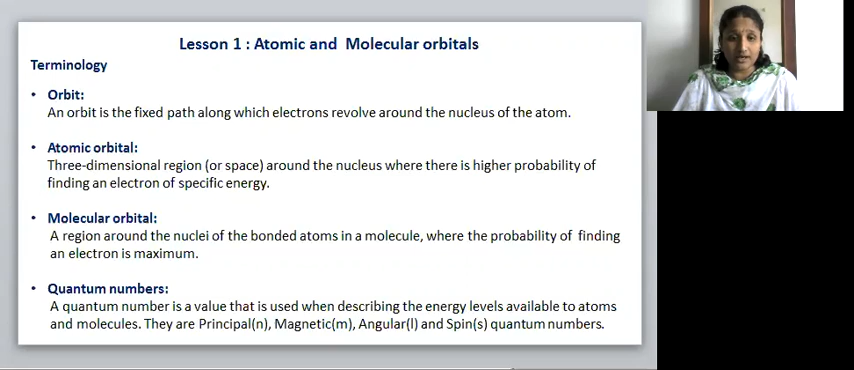 Lesson 1 : Atomic and Molecular orbitals
Terminology
• Orbit:
An orbit is the fixed path along which electrons revolve around the nucleus of the atom.
• Atomic orbital:
Three-dimensional region (or space) around the nucleus where there is higher probability of
finding an electron of specific energy.
• Molecular orbital:
A region around the nuclei of the bonded atoms in a molecule, where the probability of finding
an electron is maximum.
• Quantum numbers:
A quantum number is a value that is used when describing the energy levels available to atoms
and molecules. They are Principal(n), Magnetic(m), Angular(l) and Spin(s) quantum numbers.